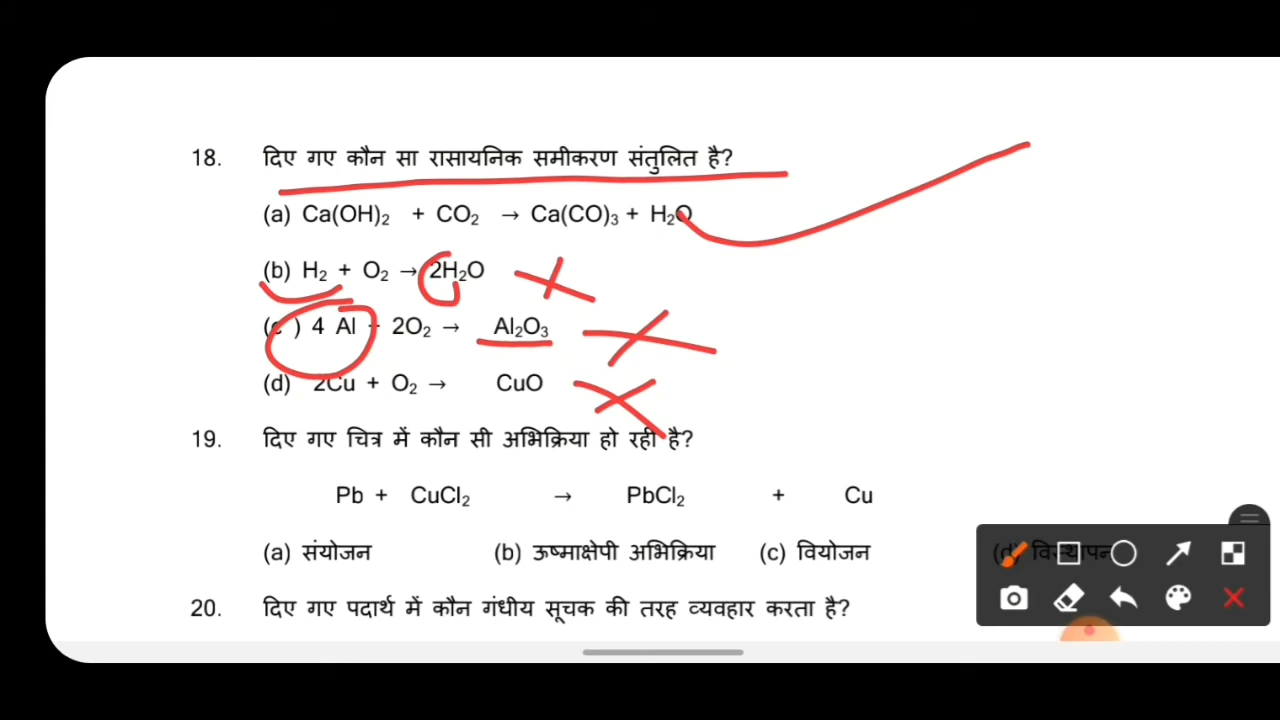 18. दिए गए कौन सा रासायनिक समीकरण संतुलित है?
(a) Ca(OH)₂ + CO₂ → Ca(CO)₃ + H₂O
(b) H₂ + O₂ → 2H₂O
(c ) 4 Al + 2O₂ → Al₂O₃
(d) 2Cu + O₂ → CuO
19. दिए गए चित्र में कौन सी अभिक्रिया हो रही है?
Pb + CuCl₂ → PbCl₂ + Cu
(a) संयोजन (b) ऊष्माक्षेपी अभिक्रिया (c) वियोजन (d) विस्थापन
20. दिए गए पदार्थ में कौन गंधीय सूचक की तरह व्यवहार करता है?